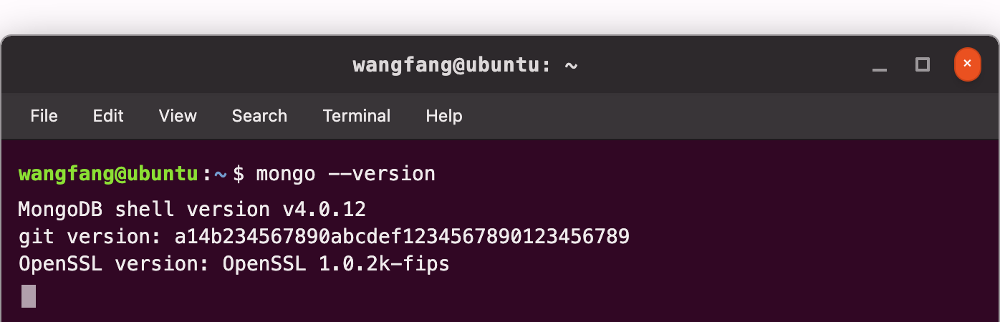 wangfang@ubuntu: ~
File Edit View Search Terminal Help
wangfang@ubuntu:~$ mongo --version
MongoDB shell version v4.0.12
git version: a14b234567890abcdef1234567890123456789
OpenSSL version: OpenSSL 1.0.2k-fips